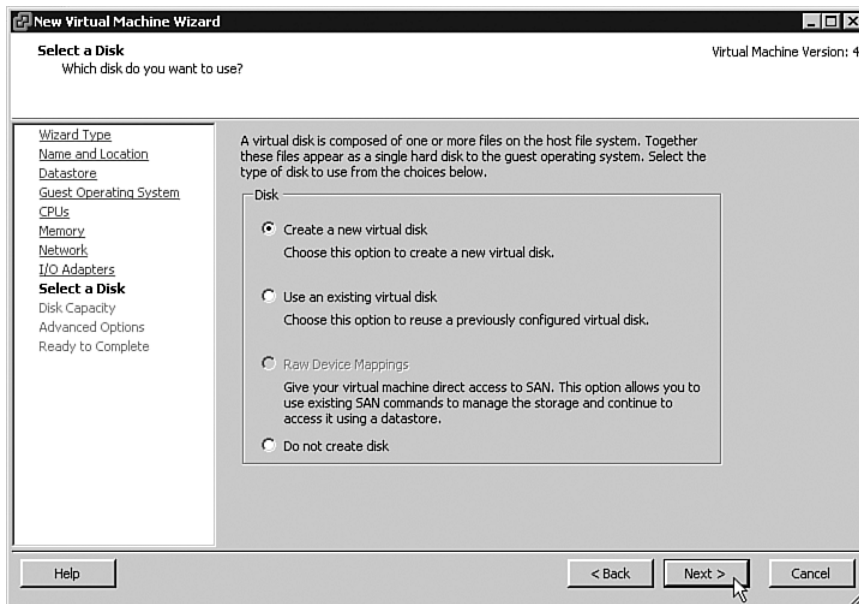 New Virtual Machine Wizard
Select a Disk
Which disk do you want to use?
Virtual Machine Version: 4
Wizard Type
Name and Location
Datastore
Guest Operating System
CPUs
Memory
Network
I/O Adapters
Select a Disk
Disk Capacity
Advanced Options
Ready to Complete
A virtual disk is composed of one or more files on the host file system. Together
these files appear as a single hard disk to the guest operating system. Select the
type of disk to use from the choices below.
Disk
Create a new virtual disk
Choose this option to create a new virtual disk.
Use an existing virtual disk
Choose this option to reuse a previously configured virtual disk.
Raw Device Mappings
Give your virtual machine direct access to SAN. This option allows you to
use existing SAN commands to manage the storage and continue to
access it using a datastore.
Do not create disk
Help
< Back
Next >
Cancel